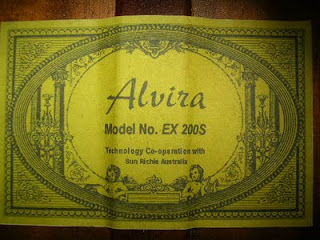 Alvira
Model No. EX 200S
Technology Co-operation with
Sun Richie Australia